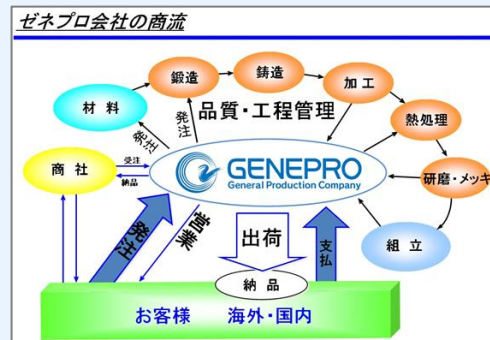 ゼネプロ会社の商流
鍛造
鋳造
加工
材料
発注
発注
品質・工程管理
熱処理
商社
受注
納品
GENEPRO
General Production Company
研磨・メッキ
発注
営業
出荷
支払
組立
納品
お客様 海外・国内